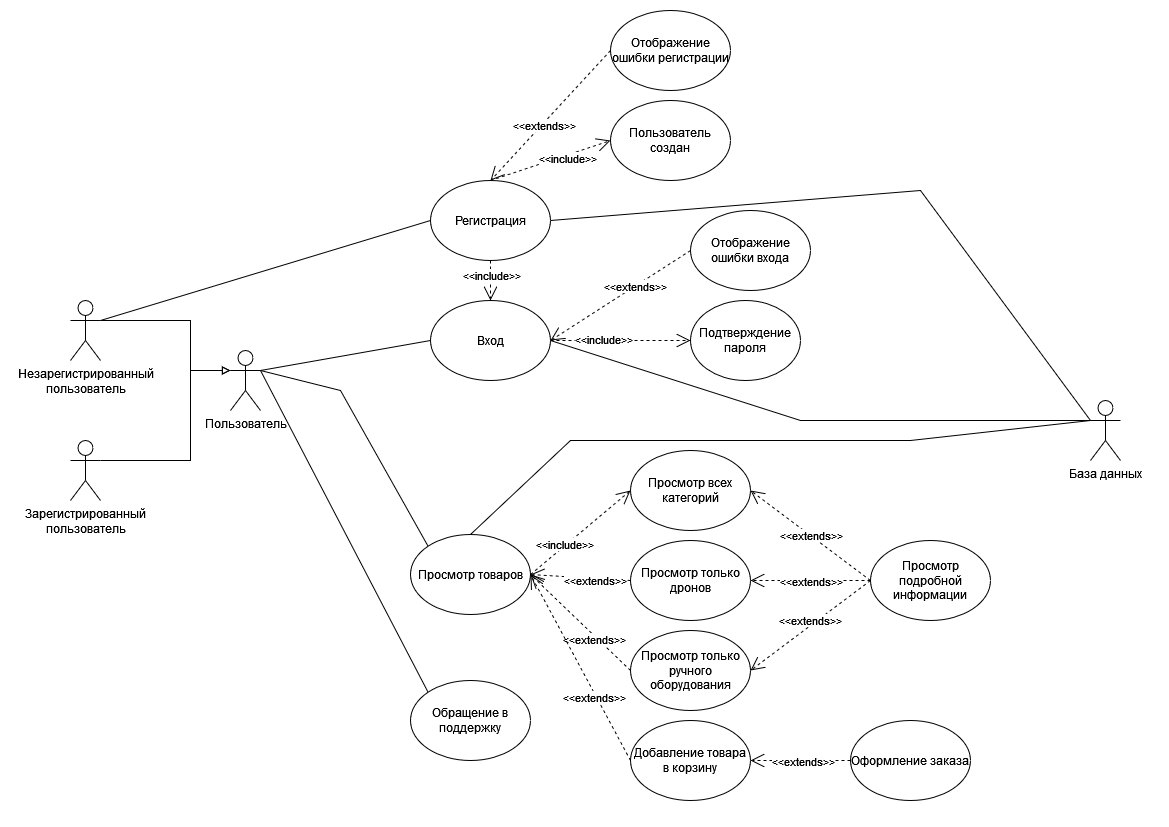 Отображение
ошибки регистрации
<<extends>>
Пользователь
создан
<<include>>
Регистрация
Отображение
ошибки входа
<<include>>
<<extends>>
Вход
<<include>>
Подтверждение
пароля
Незарегистрированный
пользователь
Пользователь
База данных
Зарегистрированный
пользователь
Просмотр всех
категорий
<<extends>>
<<include>>
Просмотр товаров
<<extends>>
Просмотр только
дронов
<<extends>>
Просмотр
подробной
информации
<<extends>>
<<extends>>
Просмотр только
ручного
оборудования
<<extends>>
Обращение в
поддержку
Добавление товара
в корзину
<<extends>>
Оформление заказа